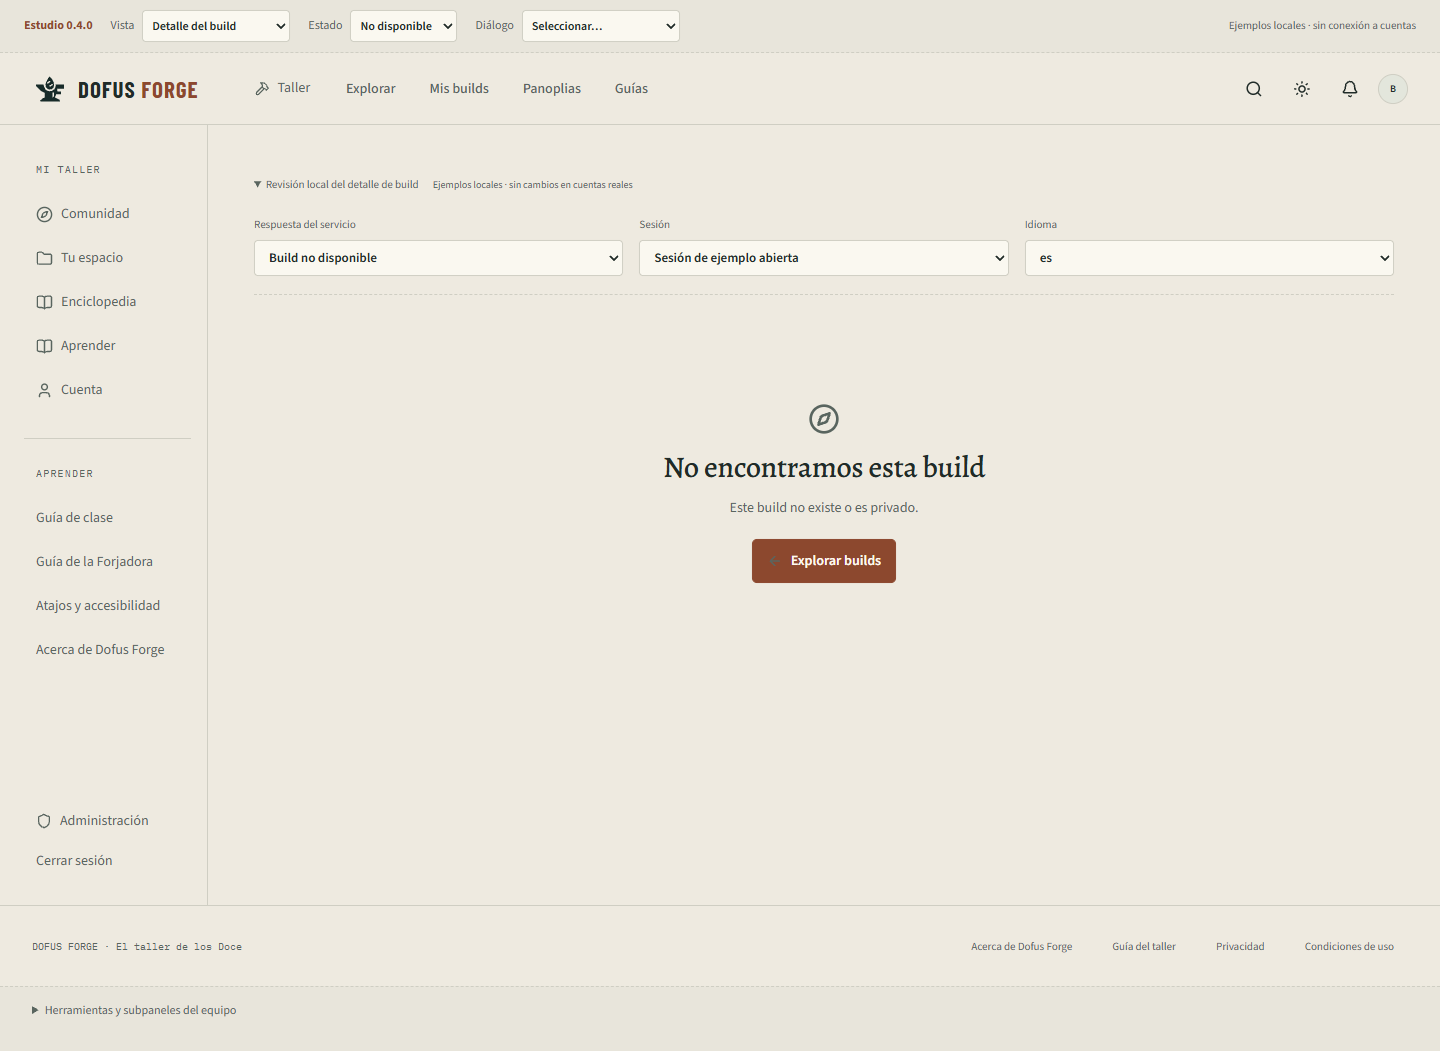 Estudio 0.4.0 Vista Detalle del build Estado No disponible Diálogo Seleccionar... Ejemplos locales · sin conexión a cuentas
DOFUS FORGE Taller Explorar Mis builds Panoplias Guías B
MI TALLER
Comunidad
Tu espacio
Enciclopedia
Aprender
Cuenta
APRENDER
Guía de clase
Guía de la Forjadora
Atajos y accesibilidad
Acerca de Dofus Forge
Administración
Cerrar sesión
Revisión local del detalle de build Ejemplos locales · sin cambios en cuentas reales
Respuesta del servicio Sesión Idioma
Build no disponible Sesión de ejemplo abierta es
No encontramos esta build
Este build no existe o es privado.
Explorar builds
DOFUS FORGE · El taller de los Doce Acerca de Dofus Forge Guía del taller Privacidad Condiciones de uso
Herramientas y subpaneles del equipo